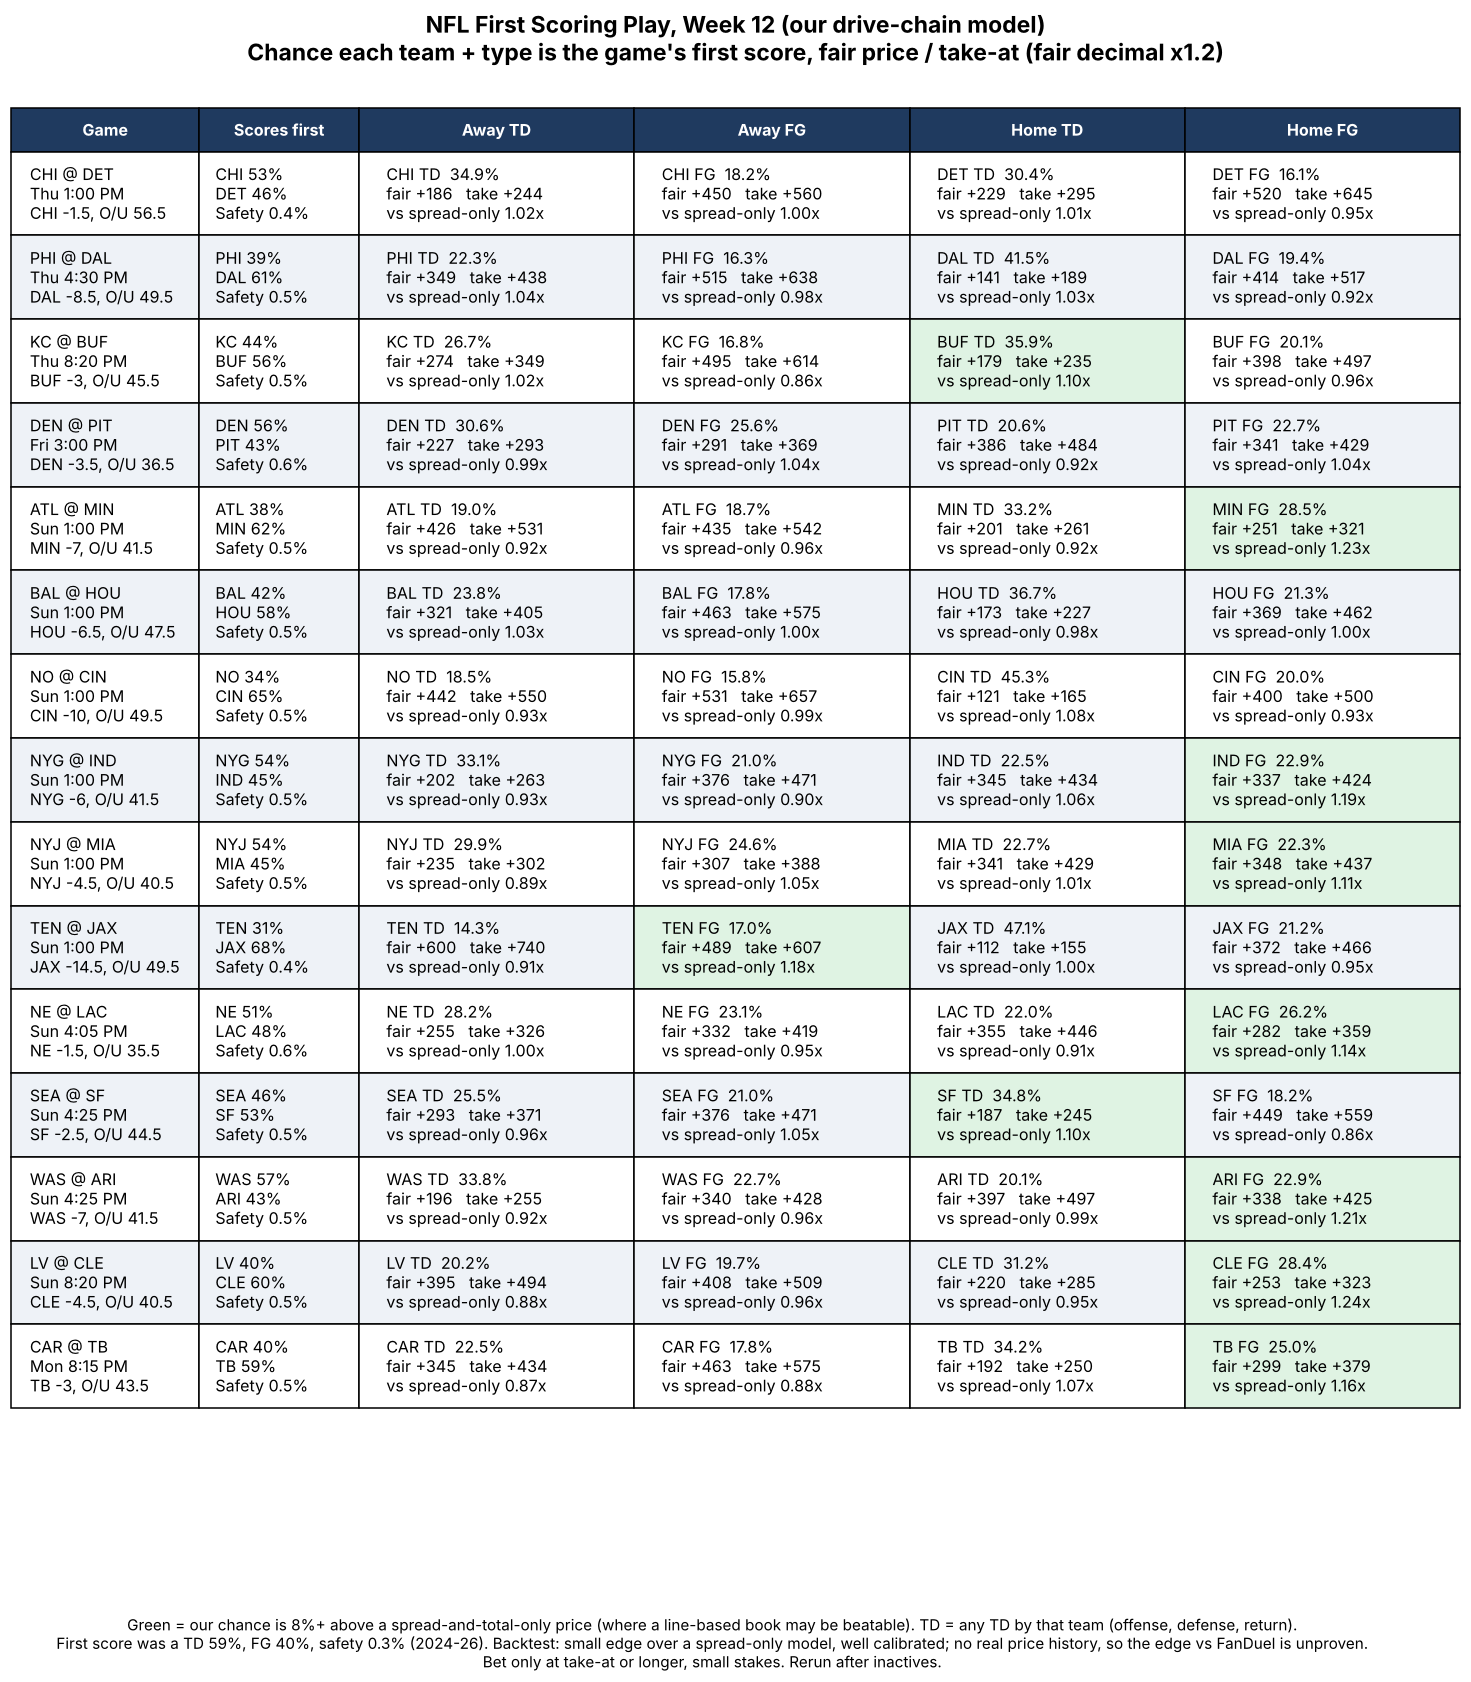 NFL First Scoring Play, Week 12 (our drive-chain model)
Chance each team + type is the game's first score, fair price / take-at (fair decimal x1.2)
Game Scores first Away TD Away FG Home TD Home FG
CHI @ DET CHI 53% CHI TD 34.9% CHI FG 18.2% DET TD 30.4% DET FG 16.1%
Thu 1:00 PM DET 46% fair +186 take +244 fair +450 take +560 fair +229 take +295 fair +520 take +645
CHI -1.5, O/U 56.5 Safety 0.4% vs spread-only 1.02x vs spread-only 1.00x vs spread-only 1.01x vs spread-only 0.95x
PHI @ DAL PHI 39% PHI TD 22.3% PHI FG 16.3% DAL TD 41.5% DAL FG 19.4%
Thu 4:30 PM DAL 61% fair +349 take +438 fair +515 take +638 fair +141 take +189 fair +414 take +517
DAL -8.5, O/U 49.5 Safety 0.5% vs spread-only 1.04x vs spread-only 0.98x vs spread-only 1.03x vs spread-only 0.92x
KC @ BUF KC 44% KC TD 26.7% KC FG 16.8% BUF TD 35.9% BUF FG 20.1%
Thu 8:20 PM BUF 56% fair +274 take +349 fair +495 take +614 fair +179 take +235 fair +398 take +497
BUF -3, O/U 45.5 Safety 0.5% vs spread-only 1.02x vs spread-only 0.86x vs spread-only 1.10x vs spread-only 0.96x
DEN @ PIT DEN 56% DEN TD 30.6% DEN FG 25.6% PIT TD 20.6% PIT FG 22.7%
Fri 3:00 PM PIT 43% fair +227 take +293 fair +291 take +369 fair +386 take +484 fair +341 take +429
DEN -3.5, O/U 36.5 Safety 0.6% vs spread-only 0.99x vs spread-only 1.04x vs spread-only 0.92x vs spread-only 1.04x
ATL @ MIN ATL 38% ATL TD 19.0% ATL FG 18.7% MIN TD 33.2% MIN FG 28.5%
Sun 1:00 PM MIN 62% fair +426 take +531 fair +435 take +542 fair +201 take +261 fair +251 take +321
MIN -7, O/U 41.5 Safety 0.5% vs spread-only 0.92x vs spread-only 0.96x vs spread-only 0.92x vs spread-only 1.23x
BAL @ HOU BAL 42% BAL TD 23.8% BAL FG 17.8% HOU TD 36.7% HOU FG 21.3%
Sun 1:00 PM HOU 58% fair +321 take +405 fair +463 take +575 fair +173 take +227 fair +369 take +462
HOU -6.5, O/U 47.5 Safety 0.5% vs spread-only 1.03x vs spread-only 1.00x vs spread-only 0.98x vs spread-only 1.00x
NO @ CIN NO 34% NO TD 18.5% NO FG 15.8% CIN TD 45.3% CIN FG 20.0%
Sun 1:00 PM CIN 65% fair +442 take +550 fair +531 take +657 fair +121 take +165 fair +400 take +500
CIN -10, O/U 49.5 Safety 0.5% vs spread-only 0.93x vs spread-only 0.99x vs spread-only 1.08x vs spread-only 0.93x
NYG @ IND NYG 54% NYG TD 33.1% NYG FG 21.0% IND TD 22.5% IND FG 22.9%
Sun 1:00 PM IND 45% fair +202 take +263 fair +376 take +471 fair +345 take +434 fair +337 take +424
NYG -6, O/U 41.5 Safety 0.5% vs spread-only 0.93x vs spread-only 0.90x vs spread-only 1.06x vs spread-only 1.19x
NYJ @ MIA NYJ 54% NYJ TD 29.9% NYJ FG 24.6% MIA TD 22.7% MIA FG 22.3%
Sun 1:00 PM MIA 45% fair +235 take +302 fair +307 take +388 fair +341 take +429 fair +348 take +437
NYJ -4.5, O/U 40.5 Safety 0.5% vs spread-only 0.89x vs spread-only 1.05x vs spread-only 1.01x vs spread-only 1.11x
TEN @ JAX TEN 31% TEN TD 14.3% TEN FG 17.0% JAX TD 47.1% JAX FG 21.2%
Sun 1:00 PM JAX 68% fair +600 take +740 fair +489 take +607 fair +112 take +155 fair +372 take +466
JAX -14.5, O/U 49.5 Safety 0.4% vs spread-only 0.91x vs spread-only 1.18x vs spread-only 1.00x vs spread-only 0.95x
NE @ LAC NE 51% NE TD 28.2% NE FG 23.1% LAC TD 22.0% LAC FG 26.2%
Sun 4:05 PM LAC 48% fair +255 take +326 fair +332 take +419 fair +355 take +446 fair +282 take +359
NE -1.5, O/U 35.5 Safety 0.6% vs spread-only 1.00x vs spread-only 0.95x vs spread-only 0.91x vs spread-only 1.14x
SEA @ SF SEA 46% SEA TD 25.5% SEA FG 21.0% SF TD 34.8% SF FG 18.2%
Sun 4:25 PM SF 53% fair +293 take +371 fair +376 take +471 fair +187 take +245 fair +449 take +559
SF -2.5, O/U 44.5 Safety 0.5% vs spread-only 0.96x vs spread-only 1.05x vs spread-only 1.10x vs spread-only 0.86x
WAS @ ARI WAS 57% WAS TD 33.8% WAS FG 22.7% ARI TD 20.1% ARI FG 22.9%
Sun 4:25 PM ARI 43% fair +196 take +255 fair +340 take +428 fair +397 take +497 fair +338 take +425
WAS -7, O/U 41.5 Safety 0.5% vs spread-only 0.92x vs spread-only 0.96x vs spread-only 0.99x vs spread-only 1.21x
LV @ CLE LV 40% LV TD 20.2% LV FG 19.7% CLE TD 31.2% CLE FG 28.4%
Sun 8:20 PM CLE 60% fair +395 take +494 fair +408 take +509 fair +220 take +285 fair +253 take +323
CLE -4.5, O/U 40.5 Safety 0.5% vs spread-only 0.88x vs spread-only 0.96x vs spread-only 0.95x vs spread-only 1.24x
CAR @ TB CAR 40% CAR TD 22.5% CAR FG 17.8% TB TD 34.2% TB FG 25.0%
Mon 8:15 PM TB 59% fair +345 take +434 fair +463 take +575 fair +192 take +250 fair +299 take +379
TB -3, O/U 43.5 Safety 0.5% vs spread-only 0.87x vs spread-only 0.88x vs spread-only 1.07x vs spread-only 1.16x
Green = our chance is 8%+ above a spread-and-total-only price (where a line-based book may be beatable). TD = any TD by that team (offense, defense, return).
First score was a TD 59%, FG 40%, safety 0.3% (2024-26). Backtest: small edge over a spread-only model, well calibrated; no real price history, so the edge vs FanDuel is unproven.
Bet only at take-at or longer, small stakes. Rerun after inactives.